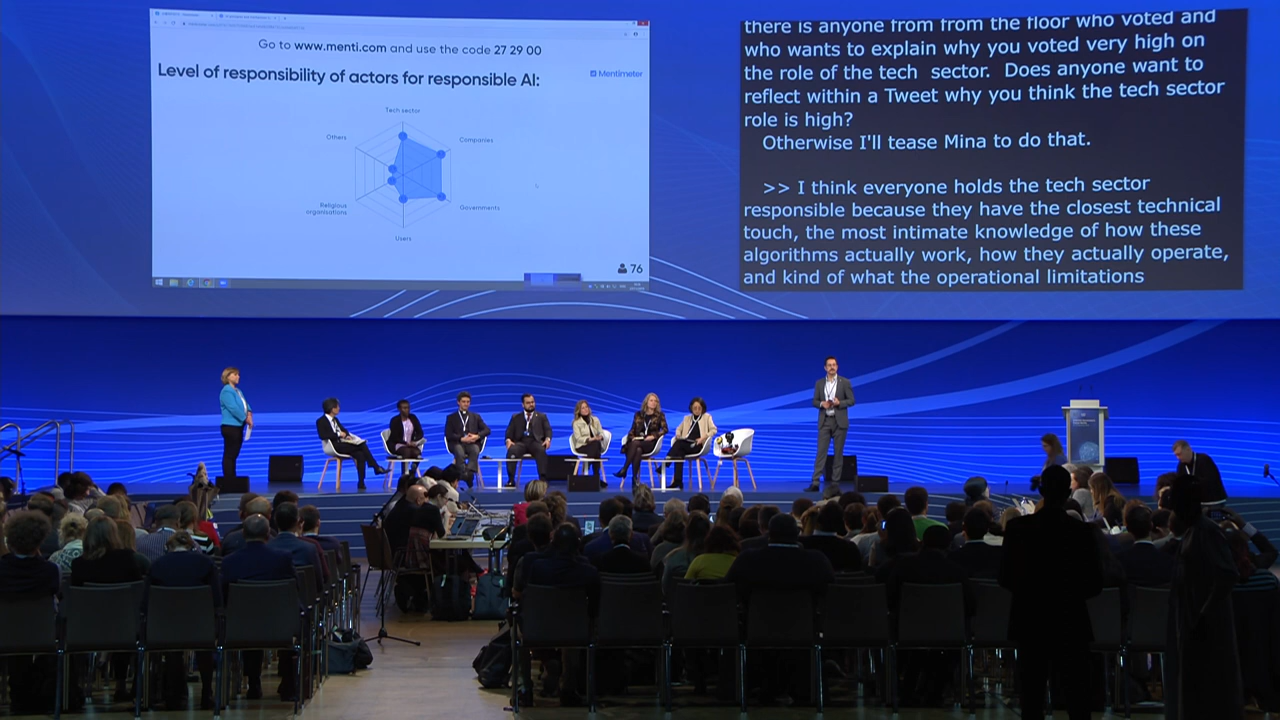 Go to www.menti.com and use the code 27 29 00
Level of responsibility of actors for responsible AI:
Mentimeter
Tech sector
Others
Companies
Religious
organisations
Governments
Users
76
there is anyone from from the floor who voted and
who wants to explain why you voted very high on
the role of the tech sector. Does anyone want to
reflect within a Tweet why you think the tech sector
role is high?
Otherwise I'll tease Mina to do that.
>> I think everyone holds the tech sector
responsible because they have the closest technical
touch, the most intimate knowledge of how these
algorithms actually work, how they actually operate,
and kind of what the operational limitations